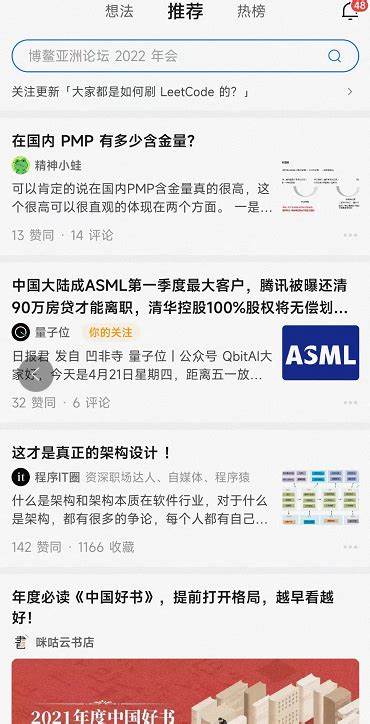 想法 推荐 热榜 48
博鳌亚洲论坛 2022 年会
关注更新「大家都是如何刷 LeetCode 的？」
在国内 PMP 有多少含金量？
精神小蛙
可以肯定的说在国内PMP含金量真的很高，这
个很高可以很直观的体现在两个方面。 一是...
13 赞同 · 14 评论
中国大陆成ASML第一季度最大客户，腾讯被曝还清
90万房贷才能离职，清华控股100%股权将无偿划...
量子位 你的关注
日报君 发自 凹非寺 量子位 | 公众号 QbitAI大
家好，今天是4月21日星期四，距离五一放...
ASML
32 赞同 · 6 评论
这才是真正的架构设计 ！
it 程序IT圈 资深职场达人、自媒体、程序猿
什么是架构和架构本质在软件行业，对于什么
是架构，都有很多的争论，每个人都有自己...
142 赞同 · 1166 收藏
年度必读《中国好书》，提前打开格局，越早看越
好！
咪咕云书店
2021年度中国好书